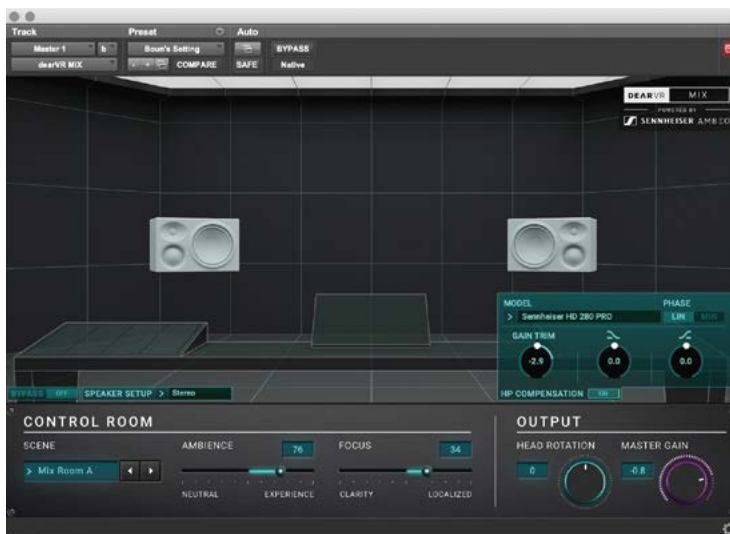 Track Preset Auto
Master 1 b Boun's Setting BYPASS
dearVR MIX - + COMPARE SAFE Native
DEARVR MIX
POWERED BY
SENNHEISER AMBEO
MODEL PHASE
> Sennheiser HD 280 PRO LIN MIN
GAIN TRIM
-2.9 0.0 0.0
BYPASS OFF SPEAKER SETUP > Stereo HP COMPENSATION ON
CONTROL ROOM OUTPUT
SCENE AMBIENCE 76 FOCUS 34 HEAD ROTATION MASTER GAIN
> Mix Room A 0 -0.8
NEUTRAL EXPERIENCE CLARITY LOCALIZED